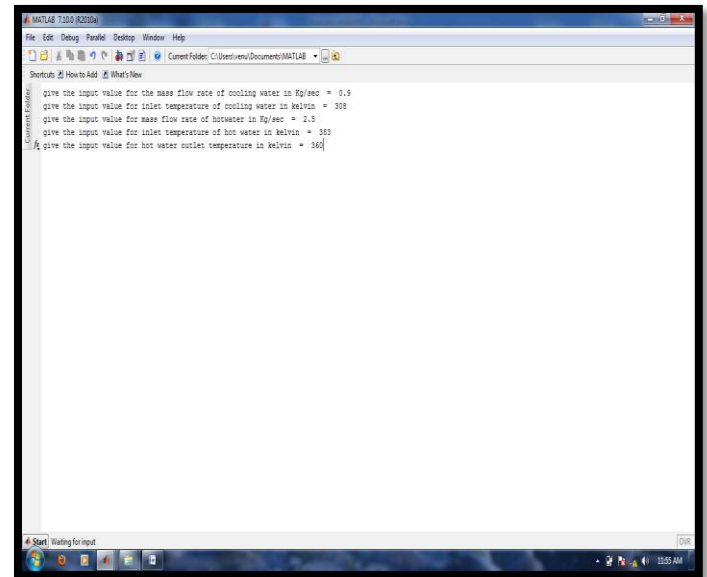 MATLAB 7.10.0 (R2010a)
File Edit Debug Parallel Desktop Window Help
Current Folder: C:\Users\venu\Documents\MATLAB
Shortcuts How to Add What's New
Current Folder
give the input value for the mass flow rate of cooling water in Kg/sec = 0.9
give the input value for inlet temperature of cooling water in kelvin = 308
give the input value for mass flow rate of hotwater in Kg/sec = 2.5
give the input value for inlet temperature of hot water in kelvin = 383
fx give the input value for hot water outlet temperature in kelvin = 360
Start Waiting for input
OVR
11:55 AM